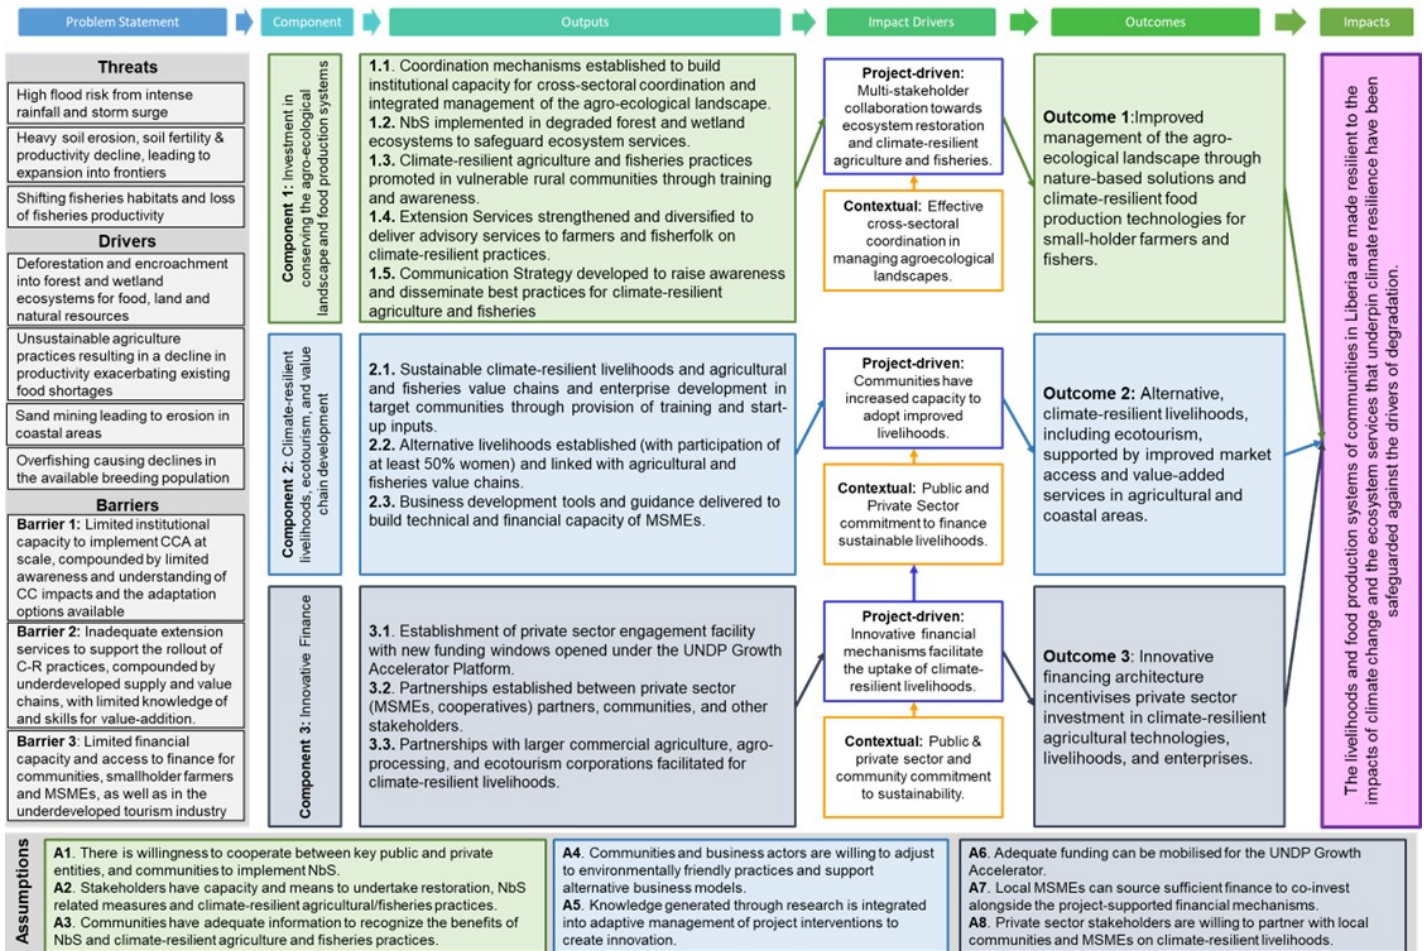 Problem Statement
Component
Outputs
Impact Drivers
Outcomes
Impacts
Threats
High flood risk from intense
rainfall and storm surge
Heavy soil erosion, soil fertility &
productivity decline, leading to
expansion into frontiers
Shifting fisheries habitats and loss
of fisheries productivity
Drivers
Deforestation and encroachment
into forest and wetland
ecosystems for food, land and
natural resources
Unsustainable agriculture
practices resulting in a decline in
productivity exacerbating existing
food shortages
Sand mining leading to erosion in
coastal areas
Overfishing causing declines in
the available breeding population
Barriers
Barrier 1: Limited institutional
capacity to implement CCA at
scale, compounded by limited
awareness and understanding of
CC impacts and the adaptation
options available
Barrier 2: Inadequate extension
services to support the rollout of
C-R practices, compounded by
underdeveloped supply and value
chains, with limited knowledge of
and skills for value-addition.
Barrier 3: Limited financial
capacity and access to finance for
communities, smallholder farmers
and MSMEs, as well as in the
underdeveloped tourism industry
Component 1: Investment in
conserving the agro-ecological
landscape and food production systems
1.1. Coordination mechanisms established to build
institutional capacity for cross-sectoral coordination and
integrated management of the agro-ecological landscape.
1.2. NbS implemented in degraded forest and wetland
ecosystems to safeguard ecosystem services.
1.3. Climate-resilient agriculture and fisheries practices
promoted in vulnerable rural communities through training
and awareness.
1.4. Extension Services strengthened and diversified to
deliver advisory services to farmers and fisherfolk on
climate-resilient practices.
1.5. Communication Strategy developed to raise awareness
and disseminate best practices for climate-resilient
agriculture and fisheries
Project-driven:
Multi-stakeholder
collaboration towards
ecosystem restoration
and climate-resilient
agriculture and fisheries.
Contextual: Effective
cross-sectoral
coordination in
managing agroecological
landscapes.
Outcome 1:Improved
management of the agro-
ecological landscape through
nature-based solutions and
climate-resilient food
production technologies for
small-holder farmers and
fishers.
Component 2: Climate-resilient
livelihoods, ecotourism, and value
chain development
2.1. Sustainable climate-resilient livelihoods and agricultural
and fisheries value chains and enterprise development in
target communities through provision of training and start-
up inputs.
2.2. Alternative livelihoods established (with participation of
at least 50% women) and linked with agricultural and
fisheries value chains.
2.3. Business development tools and guidance delivered to
build technical and financial capacity of MSMEs.
Project-driven:
Communities have
increased capacity to
adopt improved
livelihoods.
Contextual: Public and
Private Sector
commitment to finance
sustainable livelihoods.
Outcome 2: Alternative,
climate-resilient livelihoods,
including ecotourism,
supported by improved market
access and value-added
services in agricultural and
coastal areas.
Component 3: Innovative Finance
3.1. Establishment of private sector engagement facility
with new funding windows opened under the UNDP Growth
Accelerator Platform.
3.2. Partnerships established between private sector
(MSMEs, cooperatives) partners, communities, and other
stakeholders.
3.3. Partnerships with larger commercial agriculture, agro-
processing, and ecotourism corporations facilitated for
climate-resilient livelihoods.
Project-driven:
Innovative financial
mechanisms facilitate
the uptake of climate-
resilient livelihoods.
Contextual: Public &
private sector and
community commitment
to sustainability.
Outcome 3: Innovative
financing architecture
incentivises private sector
investment in climate-resilient
agricultural technologies,
livelihoods, and enterprises.
The livelihoods and food production systems of communities in Liberia are made resilient to the
impacts of climate change and the ecosystem services that underpin climate resilience have been
safeguarded against the drivers of degradation.
Assumptions
A1. There is willingness to cooperate between key public and private
entities, and communities to implement NbS.
A2. Stakeholders have capacity and means to undertake restoration, NbS
related measures and climate-resilient agricultural/fisheries practices.
A3. Communities have adequate information to recognize the benefits of
NbS and climate-resilient agriculture and fisheries practices.
A4. Communities and business actors are willing to adjust
to environmentally friendly practices and support
alternative business models.
A5. Knowledge generated through research is integrated
into adaptive management of project interventions to
create innovation.
A6. Adequate funding can be mobilised for the UNDP Growth
Accelerator.
A7. Local MSMEs can source sufficient finance to co-invest
alongside the project-supported financial mechanisms.
A8. Private sector stakeholders are willing to partner with local
communities and MSMEs on climate-resilient livelihoods.